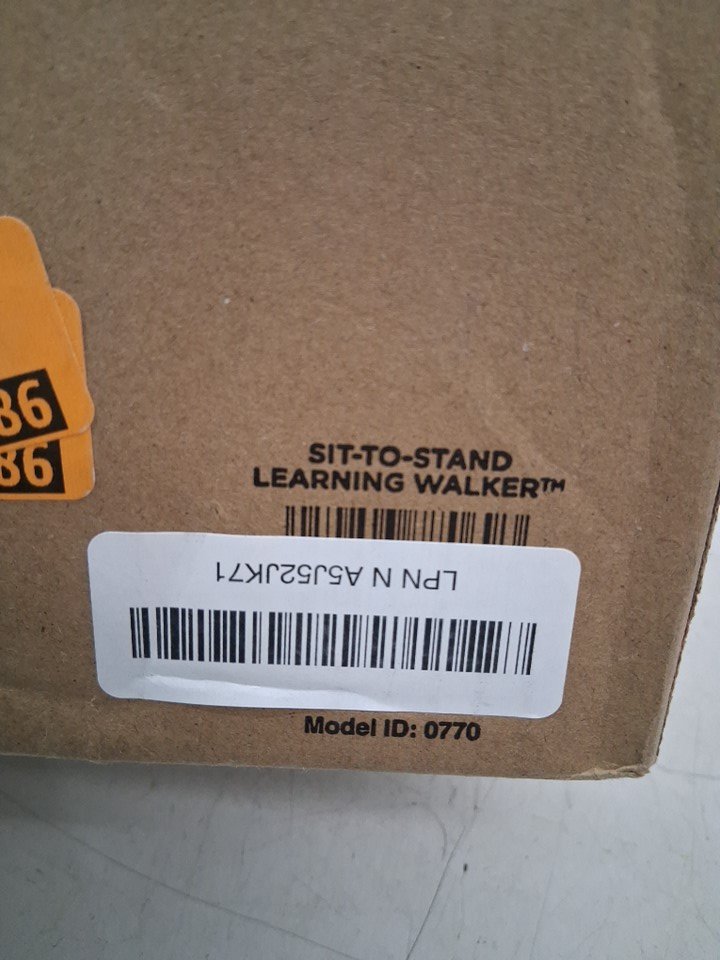 86
86
SIT-TO-STAND
LEARNING WALKER™
LPN N A5J52JK71
Model ID: 0770